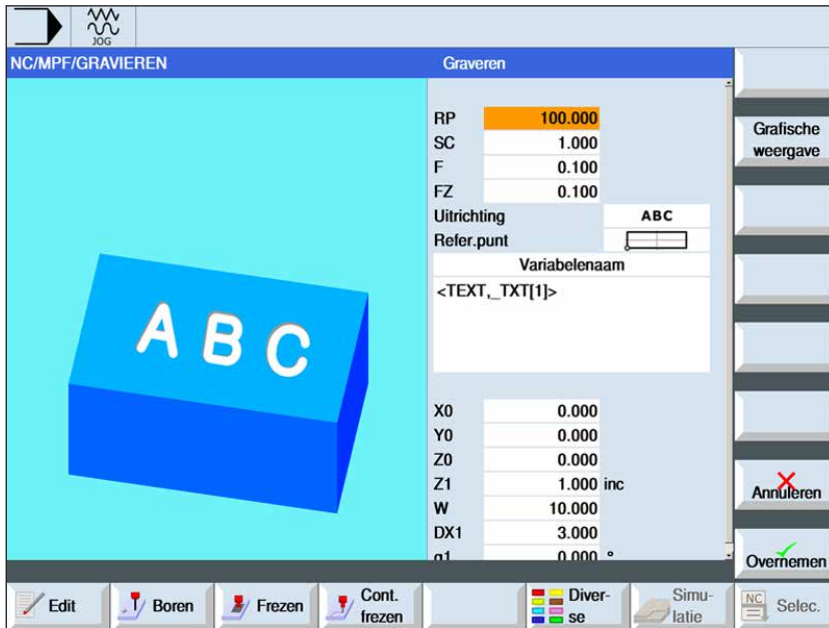 JOG
NC/MPF/GRAVIEREN
Graveren
RP 100.000
SC 1.000
F 0.100
FZ 0.100
Uitrichting ABC
Refer.punt
Variabelenaam
<TEXT,_TXT[1]>
X0 0.000
Y0 0.000
Z0 0.000
Z1 1.000 inc
W 10.000
DX1 3.000
α1 0.000 °
ABC
Grafische
weergave
Annuleren
Overnemen
Edit
Boren
Frezen
Cont.
frezen
Diver-
se
Simu-
latie
NC
Selec.